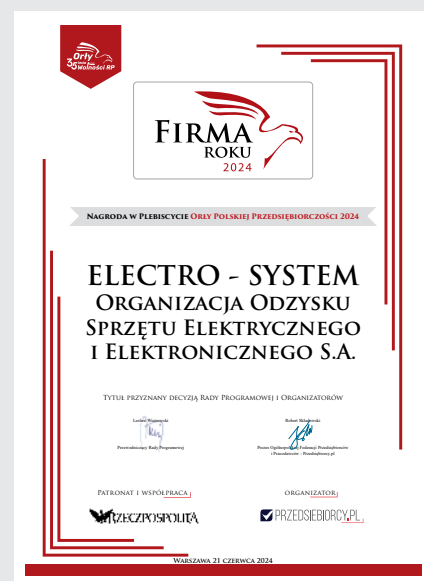 Orły
35-lecia
Wolności RP
FIRMA
ROKU
2024
NAGRODA W PLEBISCYCIE ORŁY POLSKIEJ PRZEDSIĘBIORCZOŚCI 2024
ELECTRO - SYSTEM
ORGANIZACJA ODZYSKU
SPRZĘTU ELEKTRYCZNEGO
I ELEKTRONICZNEGO S.A.
TYTUŁ PRZYZNANY DECYZJĄ RADY PROGRAMOWEJ I ORGANIZATORÓW
Robert Składowski
Przewodniczący Rady Programowej
Prezes Ogólnopolskiej Federacji Przedsiębiorców
i Pracodawców - Przedsiębiorcy.pl
PATRONAT I WSPÓŁPRACA
ORGANIZATOR
RZECZPOSPOLITA
PRZEDSIEBIORCY.PL
WARSZAWA 21 CZERWCA 2024